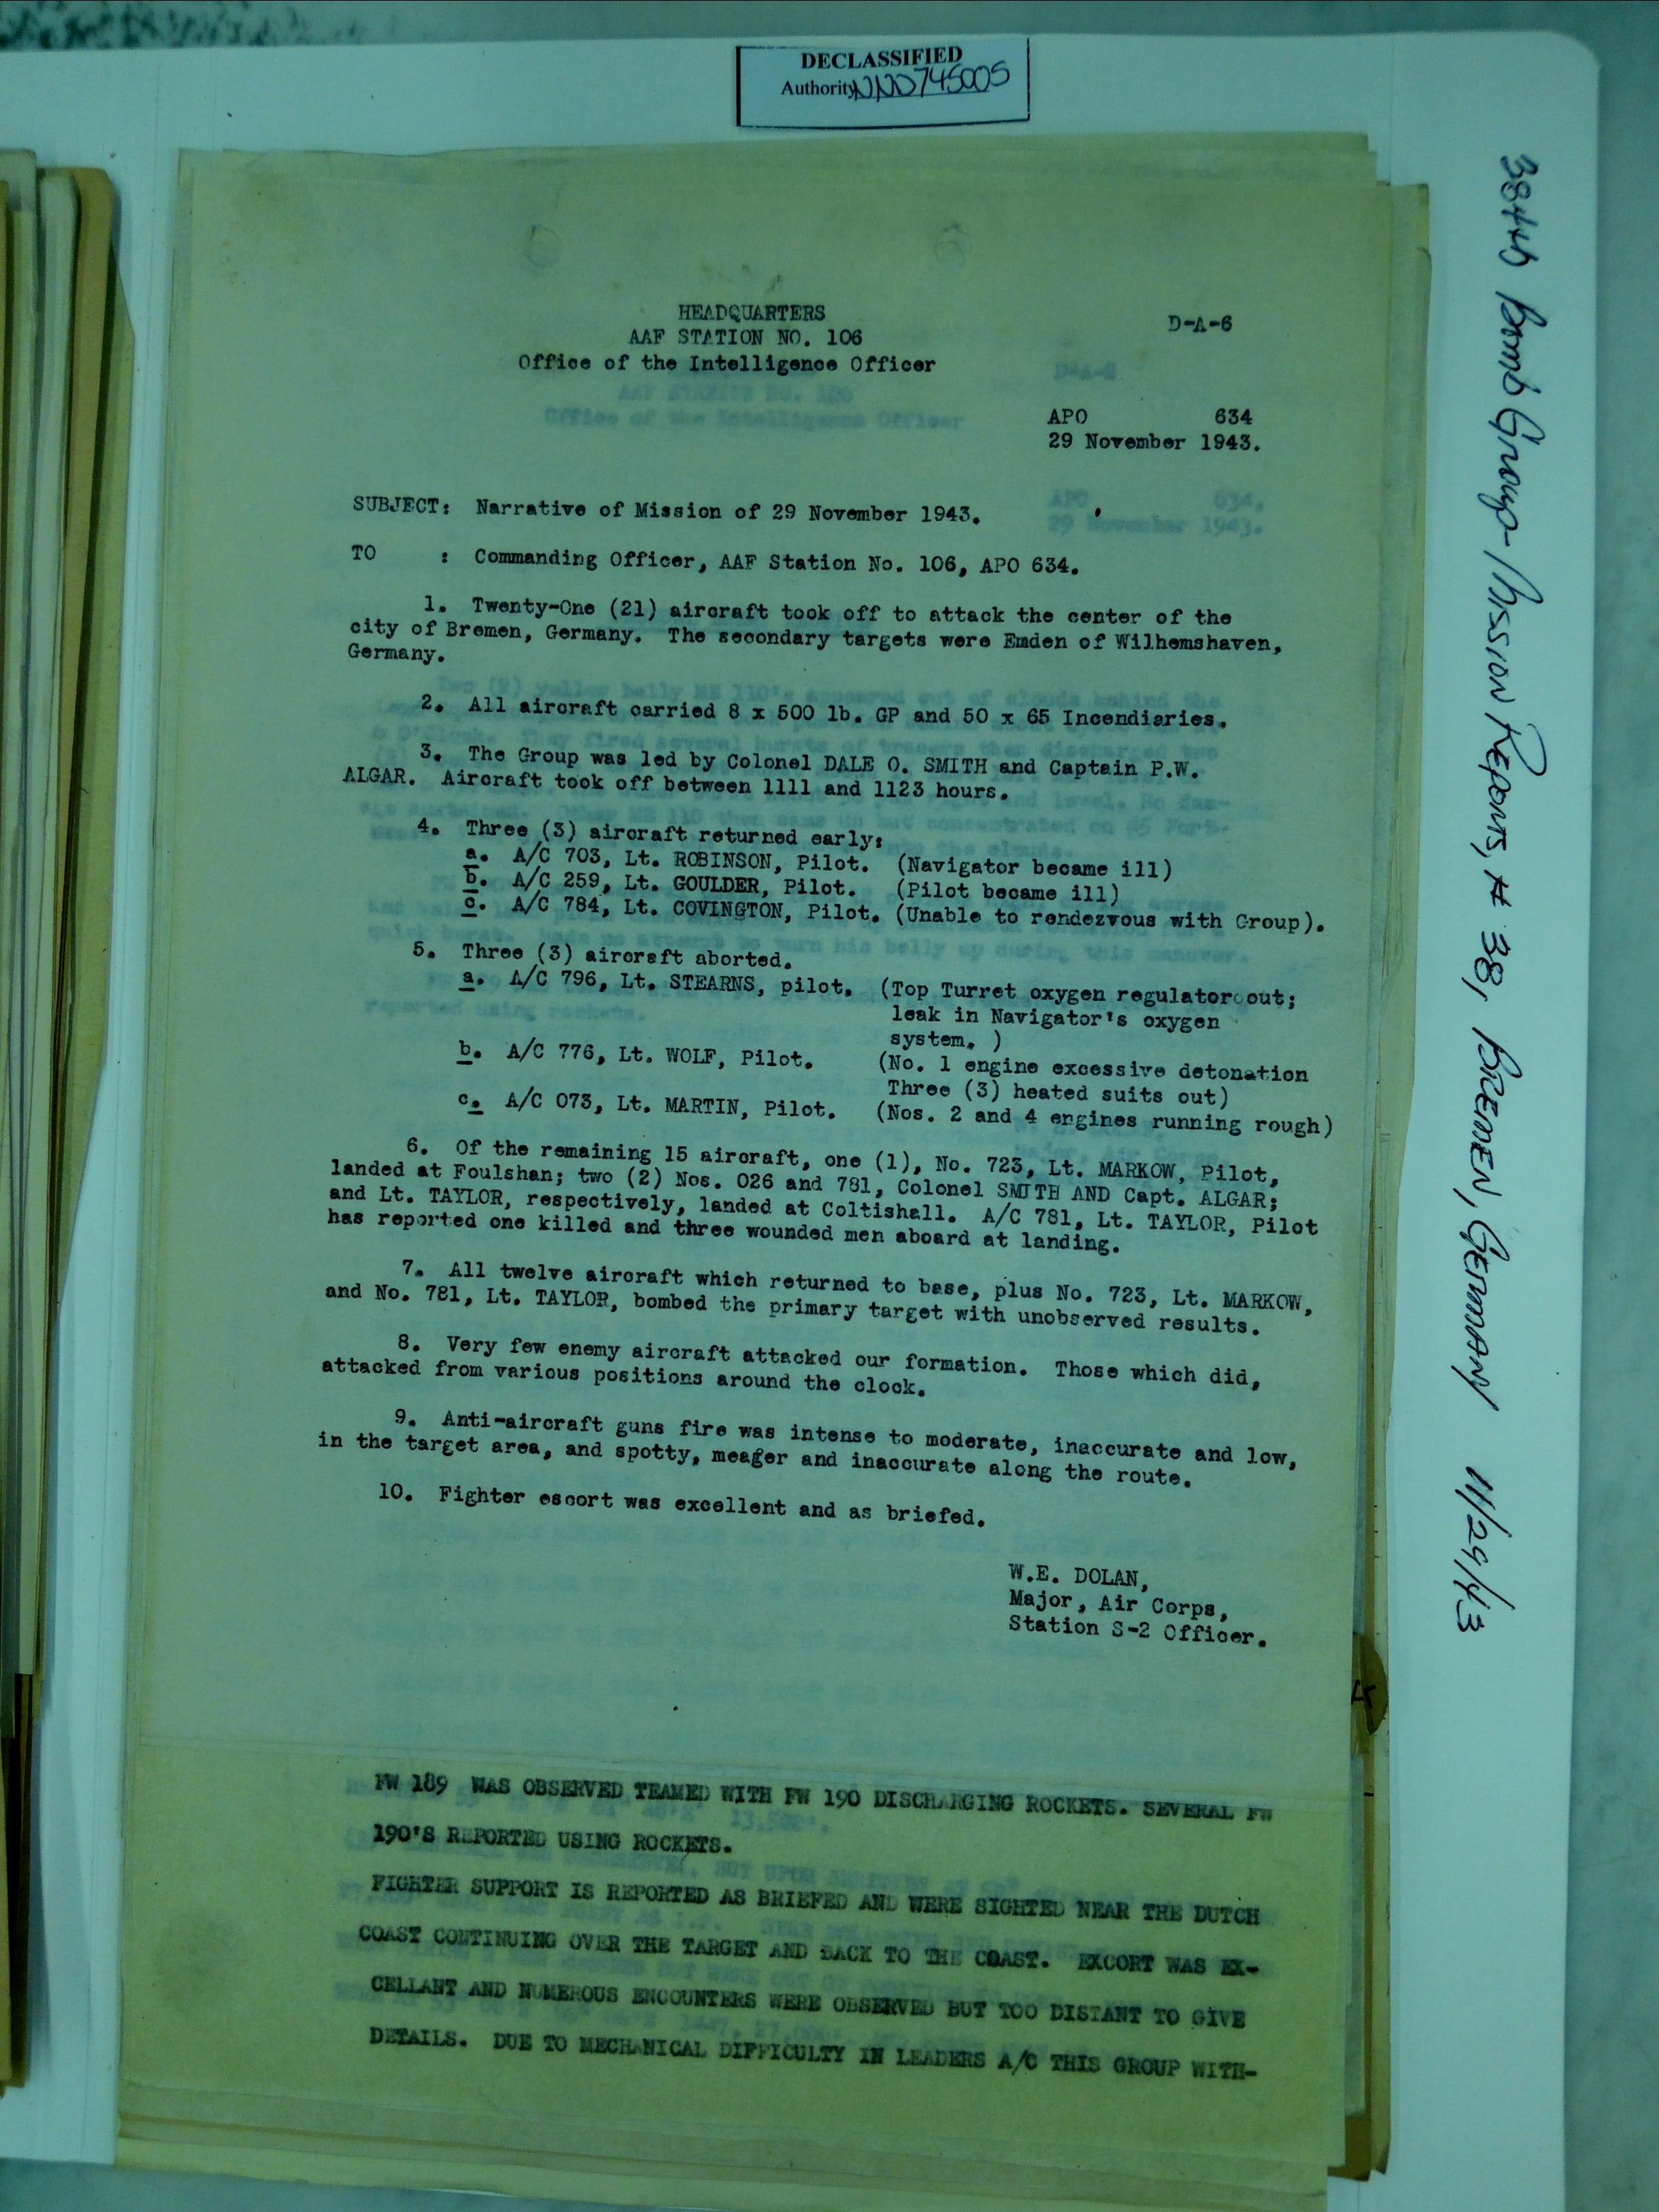 DECLASSIFIED
Authority NND745005
384th Bomb Group - Mission Reports, # 38, BREMEN, GERMANY 11/29/43
HEADQUARTERS
AAF STATION NO. 106
Office of the Intelligence Officer
D-A-6
APO 634
29 November 1943.
SUBJECT: Narrative of Mission of 29 November 1943.
TO : Commanding Officer, AAF Station No. 106, APO 634.
1. Twenty-One (21) aircraft took off to attack the center of the
city of Bremen, Germany. The secondary targets were Emden of Wilhemshaven,
Germany.
2. All aircraft carried 8 x 500 lb. GP and 50 x 65 Incendiaries.
3. The Group was led by Colonel DALE O. SMITH and Captain P.W.
ALGAR. Aircraft took off between 1111 and 1123 hours.
4. Three (3) aircraft returned early:
a. A/C 703, Lt. ROBINSON, Pilot. (Navigator became ill)
b. A/C 259, Lt. GOULDER, Pilot. (Pilot became ill)
c. A/C 784, Lt. COVINGTON, Pilot. (Unable to rendezvous with Group).
5. Three (3) aircraft aborted.
a. A/C 796, Lt. STEARNS, pilot. (Top Turret oxygen regulator out;
leak in Navigator's oxygen
system. )
b. A/C 776, Lt. WOLF, Pilot. (No. 1 engine excessive detonation
Three (3) heated suits out)
c. A/C 073, Lt. MARTIN, Pilot. (Nos. 2 and 4 engines running rough)
6. Of the remaining 15 aircraft, one (1), No. 723, Lt. MARKOW, Pilot,
landed at Foulshan; two (2) Nos. 026 and 781, Colonel SMITH AND Capt. ALGAR;
and Lt. TAYLOR, respectively, landed at Coltishall. A/C 781, Lt. TAYLOR, Pilot
has reported one killed and three wounded men aboard at landing.
7. All twelve aircraft which returned to base, plus No. 723, Lt. MARKOW,
and No. 781, Lt. TAYLOR, bombed the primary target with unobserved results.
8. Very few enemy aircraft attacked our formation. Those which did,
attacked from various positions around the clock.
9. Anti-aircraft guns fire was intense to moderate, inaccurate and low,
in the target area, and spotty, meager and inaccurate along the route.
10. Fighter escort was excellent and as briefed.
W.E. DOLAN,
Major, Air Corps,
Station S-2 Officer.
FW 189 WAS OBSERVED TEAMED WITH FW 190 DISCHARGING ROCKETS. SEVERAL FW
190'S REPORTED USING ROCKETS.
FIGHTER SUPPORT IS REPORTED AS BRIEFED AND WERE SIGHTED NEAR THE DUTCH
COAST CONTINUING OVER THE TARGET AND BACK TO THE COAST. EXCORT WAS EX-
CELLANT AND NUMEROUS ENCOUNTERS WERE OBSERVED BUT TOO DISTANT TO GIVE
DETAILS. DUE TO MECHANICAL DIFFICULTY IN LEADERS A/C THIS GROUP WITH-